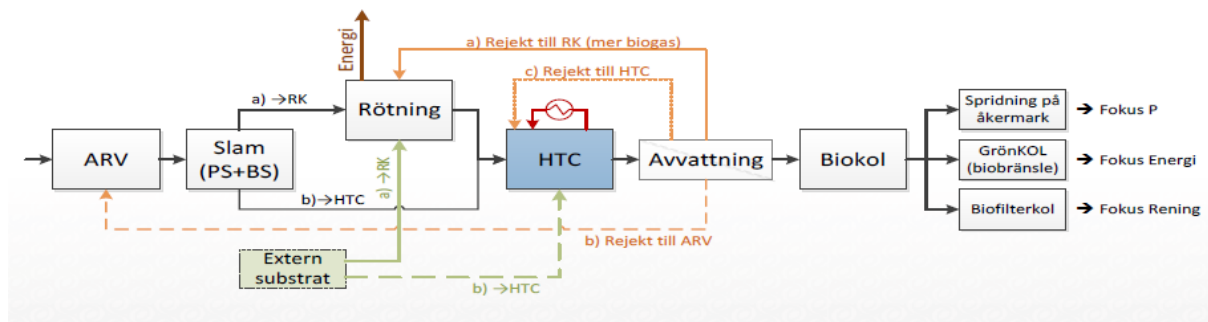 Energi
a) Rejekt till RK (mer biogas)
c) Rejekt till HTC
a) →RK
Rötning
ARV
Slam
(PS+BS)
HTC
Avvattning
Biokol
Spridning på
åkermark
➔ Fokus P
GrönKOL
(biobränsle)
➔ Fokus Energi
Biofilterkol
➔ Fokus Rening
a) →RK
b)→HTC
b) Rejekt till ARV
Extern
substrat
b) →HTC